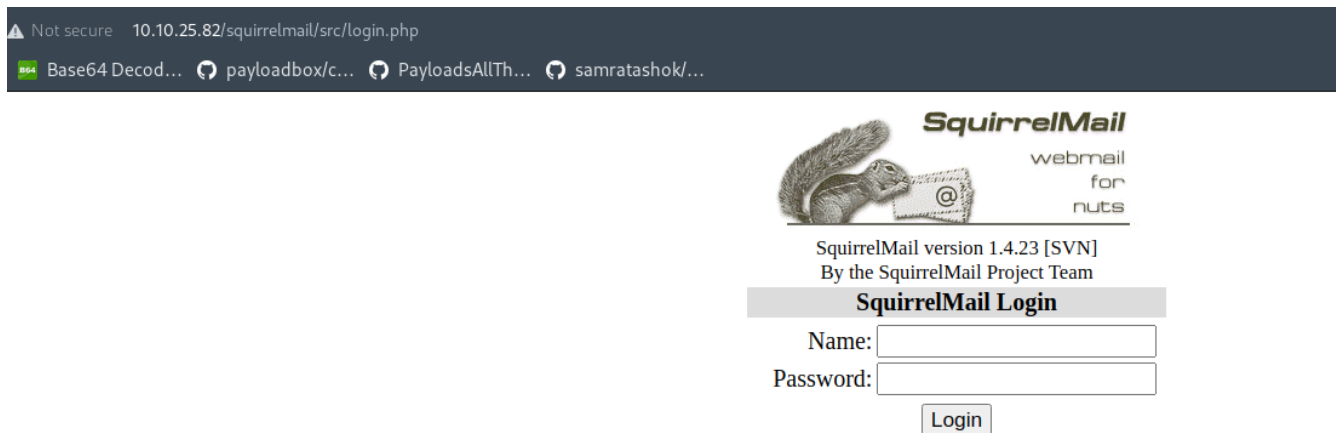 Not secure 10.10.25.82/squirrelmail/src/login.php
B64 Base64 Decod... payloadbox/c... PayloadsAllTh... samratashok/...
SquirrelMail
webmail
for
nuts
@
SquirrelMail version 1.4.23 [SVN]
By the SquirrelMail Project Team
SquirrelMail Login
Name:
Password:
Login